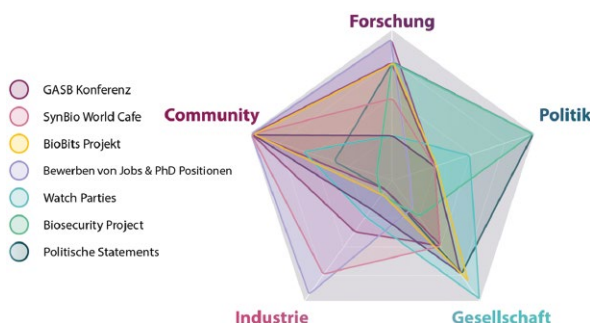 Forschung
GASB Konferenz
SynBio World Cafe
Community
Politik
BioBits Projekt
Bewerben von Jobs & PhD Positionen
Watch Parties
Biosecurity Project
Politische Statements
Industrie
Gesellschaft